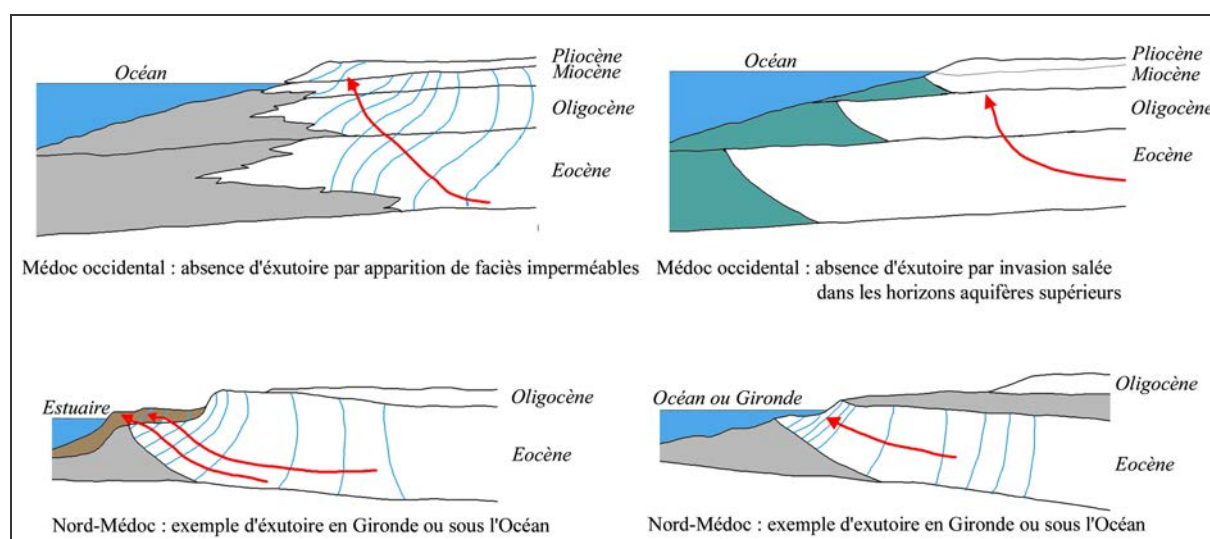 Océan
Pliocène
Miocène
Oligocène
Eocène
Médoc occidental : absence d'éxutoire par apparition de faciès imperméables
Océan
Pliocène
Miocène
Oligocène
Eocène
Médoc occidental : absence d'éxutoire par invasion salée
dans les horizons aquifères supérieurs
Estuaire
Oligocène
Eocène
Nord-Médoc : exemple d'éxutoire en Gironde ou sous l'Océan
Océan ou Gironde
Oligocène
Eocène
Nord-Médoc : exemple d'exutoire en Gironde ou sous l'Océan